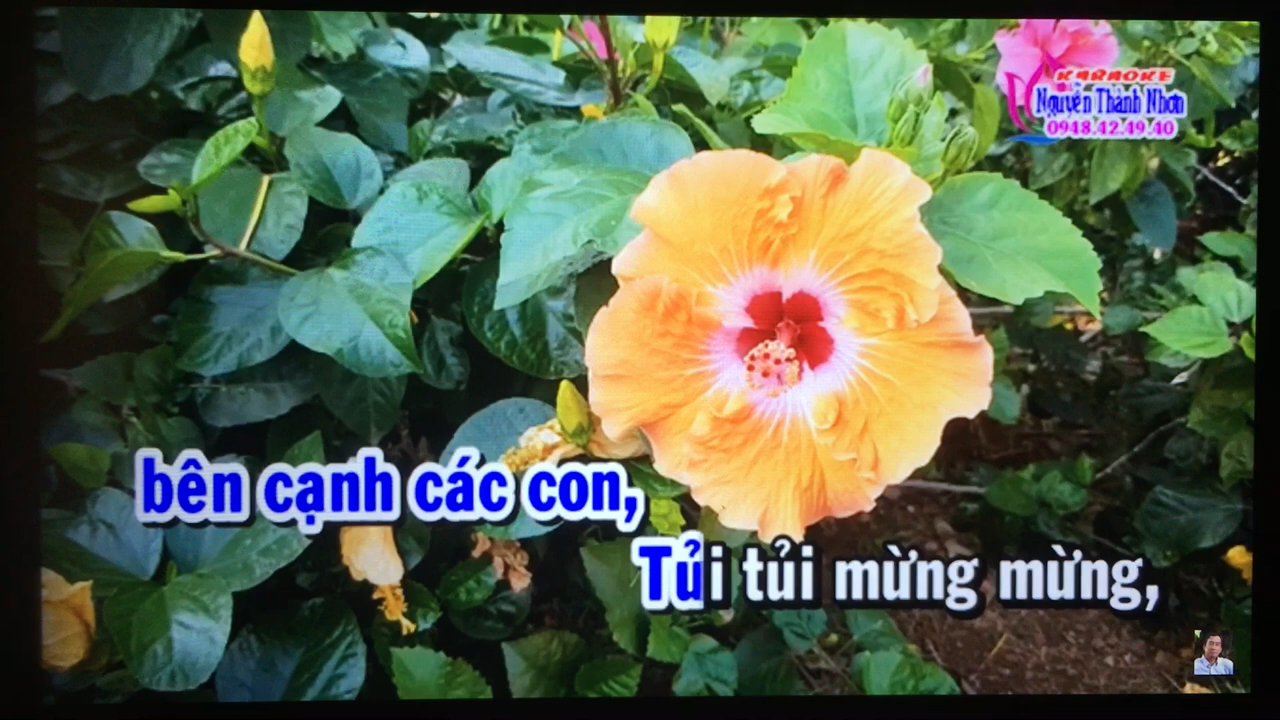 KARAOKE
Nguyễn Thành Nhơn
0948.42.49.40
bên cạnh các con,
Tủi tủi mừng mừng,